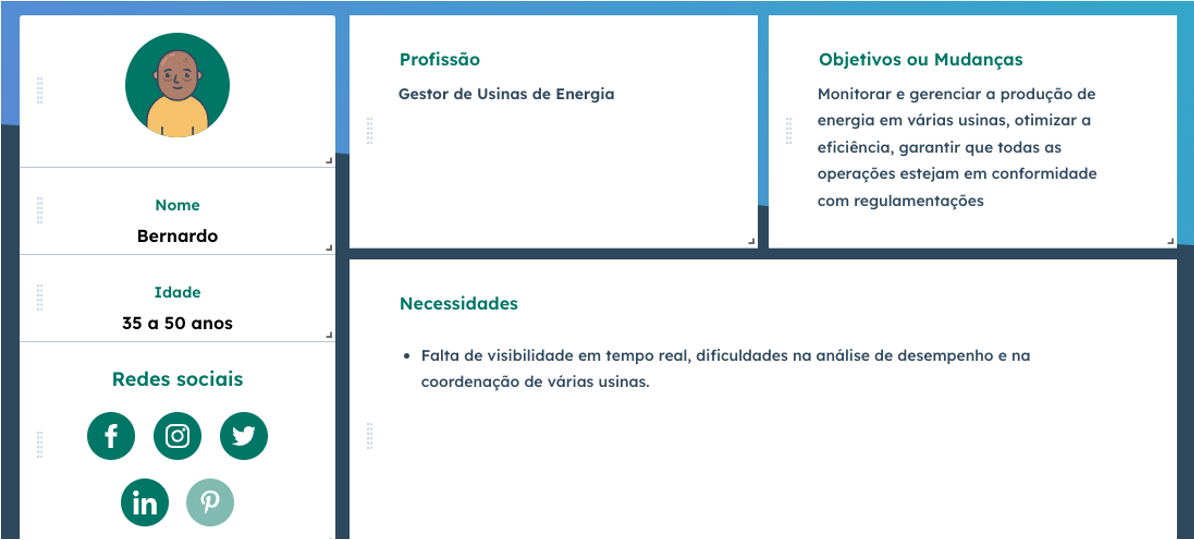 Nome
Bernardo
Idade
35 a 50 anos
Redes sociais
Profissão
Gestor de Usinas de Energia
Objetivos ou Mudanças
Monitorar e gerenciar a produção de
energia em várias usinas, otimizar a
eficiência, garantir que todas as
operações estejam em conformidade
com regulamentações
Necessidades
Falta de visibilidade em tempo real, dificuldades na análise de desempenho e na
coordenação de várias usinas.